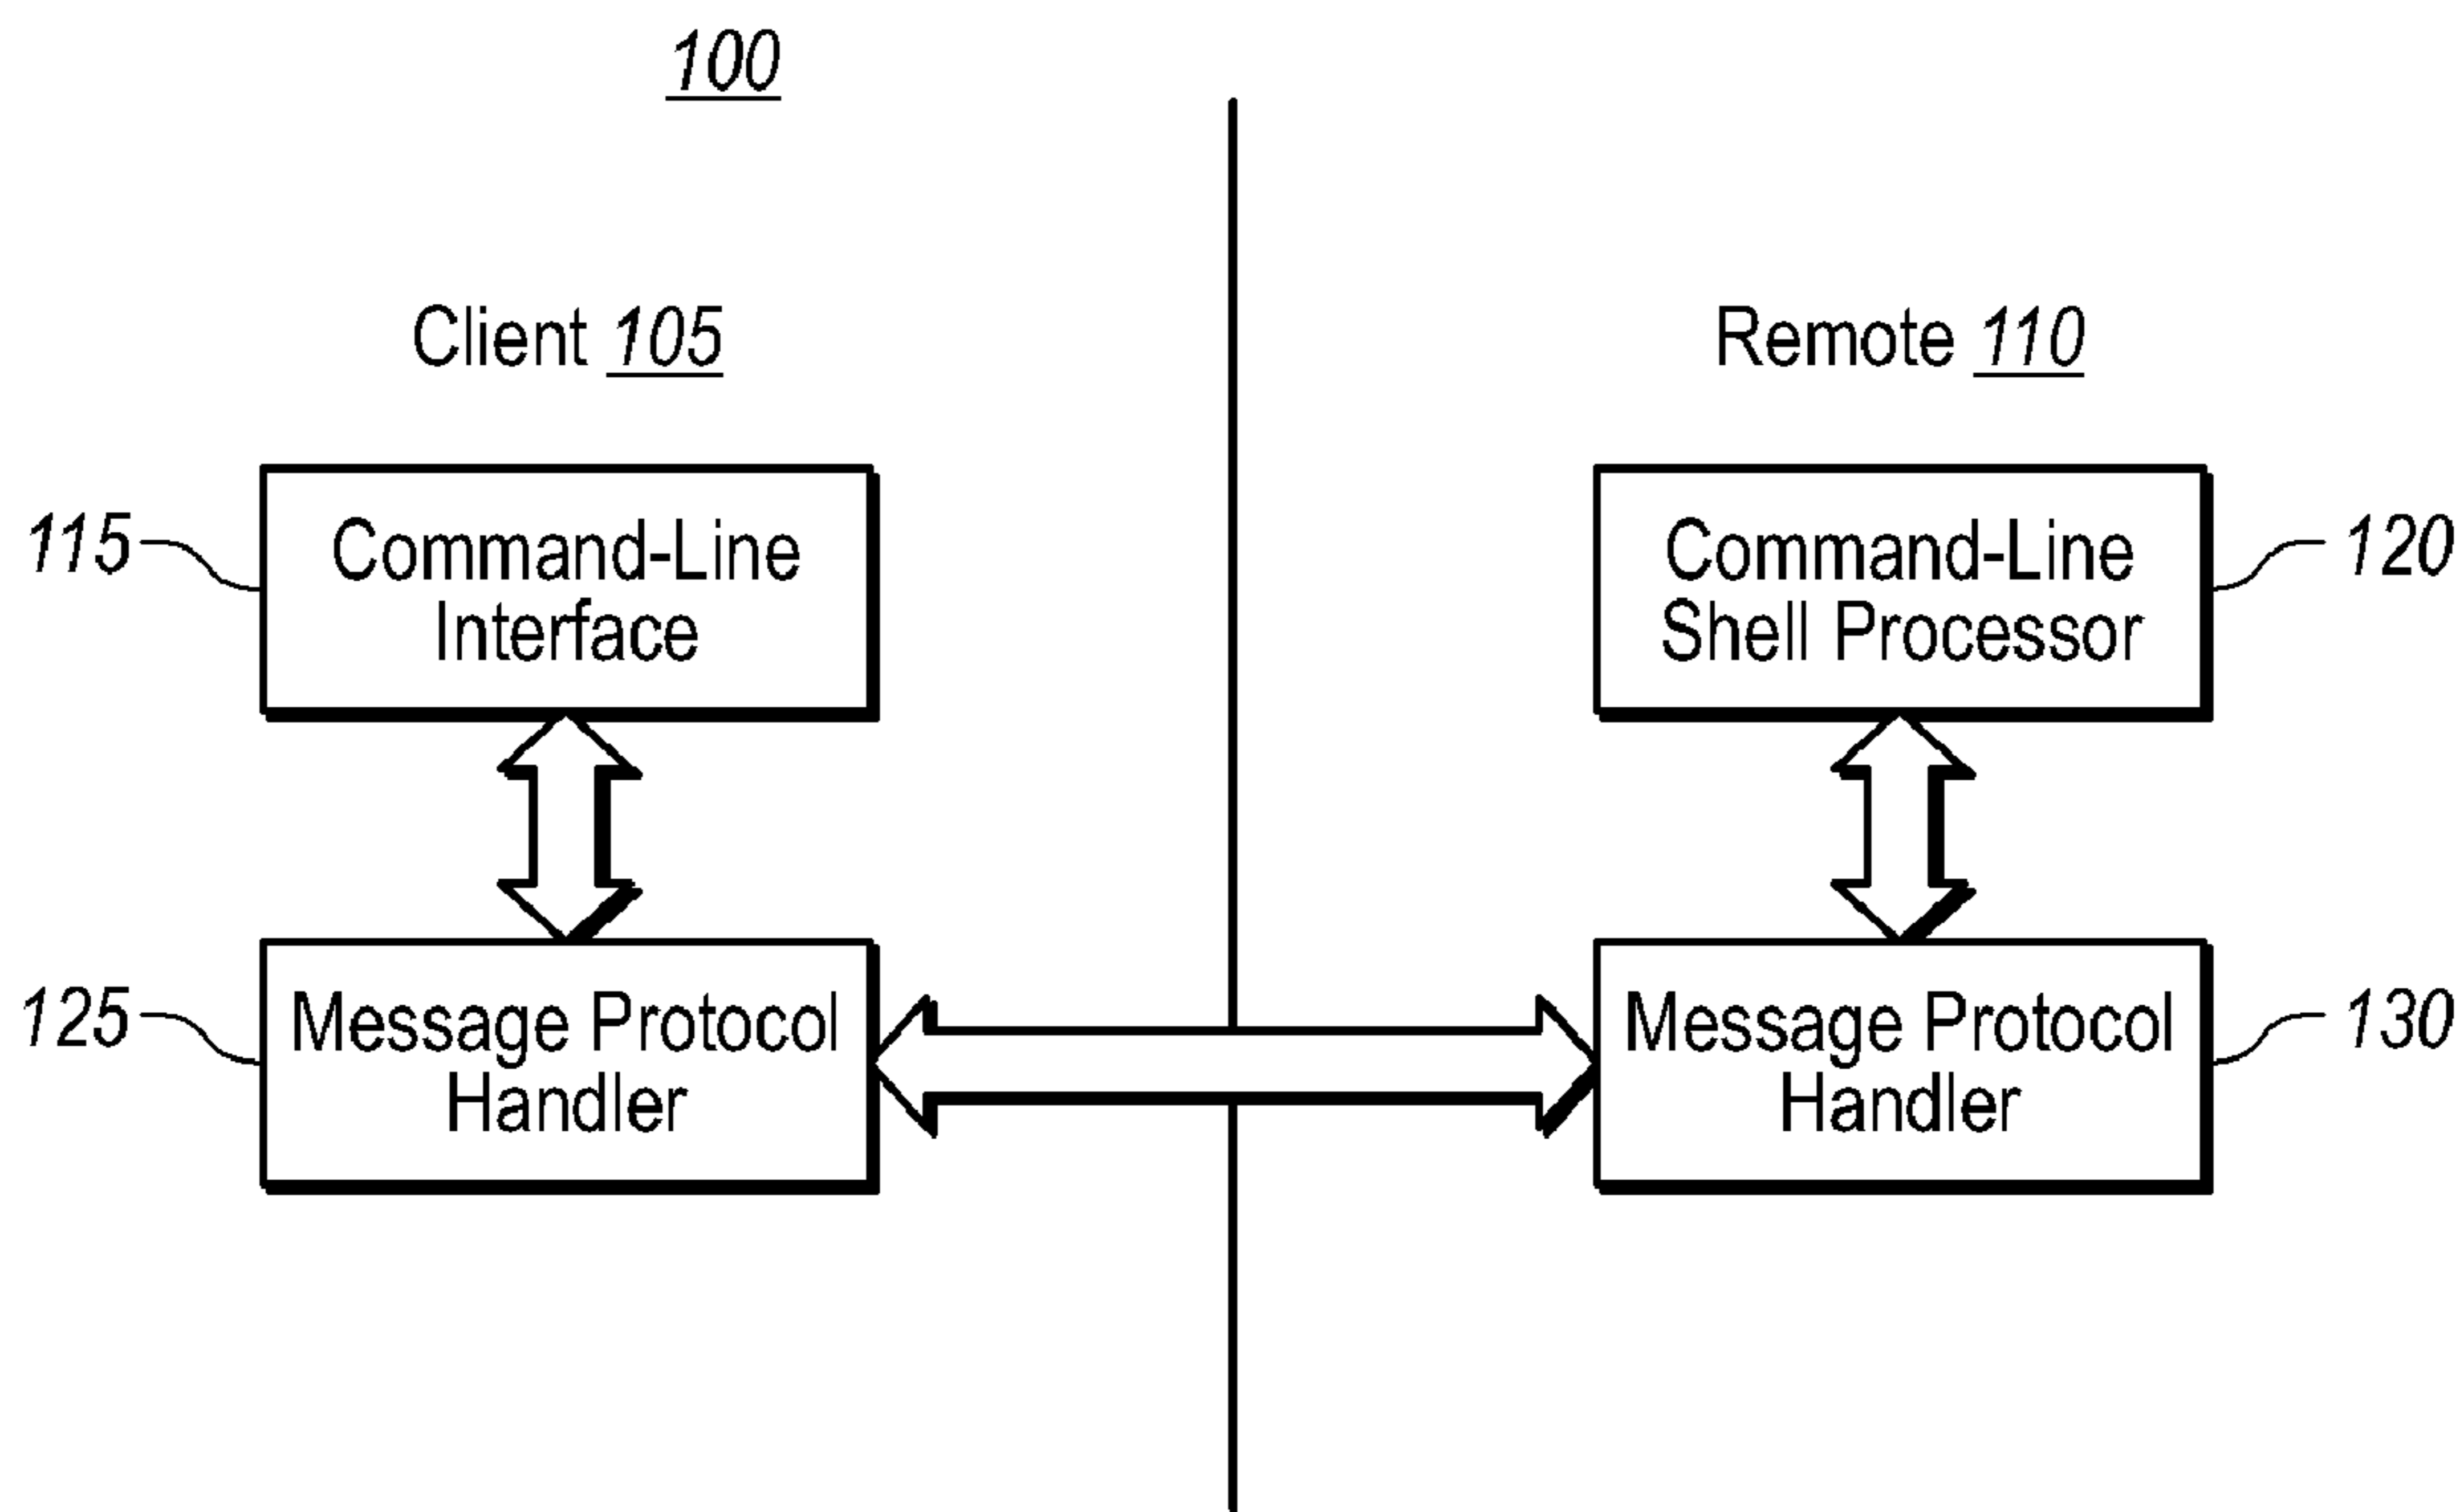 100
Client 105
Remote 110
115
Command-Line
Interface
Command-Line
Shell Processor
120
125
Message Protocol
Handler
Message Protocol
Handler
130